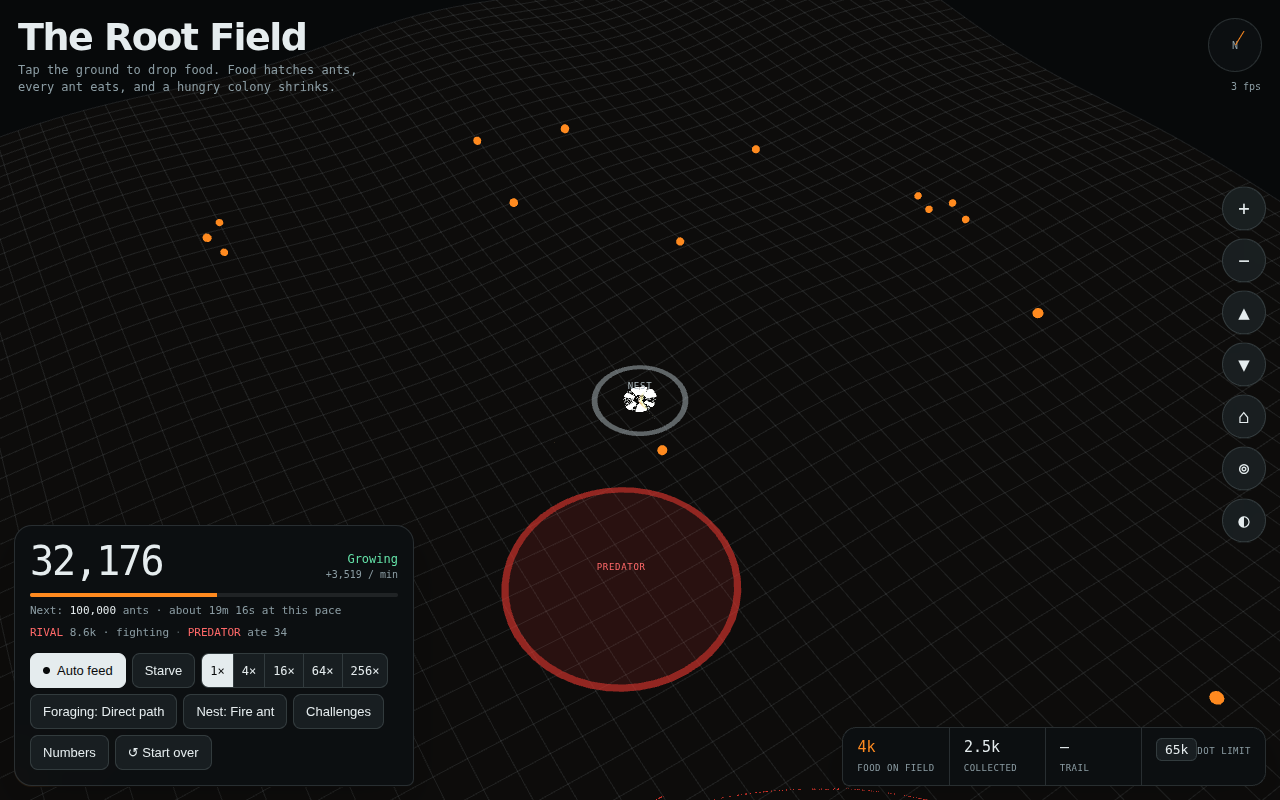 The Root Field
Tap the ground to drop food. Food hatches ants,
every ant eats, and a hungry colony shrinks.
N
3 fps
NEST
PREDATOR
32,176
Growing
+3,519 / min
Next: 100,000 ants · about 19m 16s at this pace
RIVAL 8.6k · fighting · PREDATOR ate 34
Auto feed
Starve
1× 4× 16× 64× 256×
Foraging: Direct path
Nest: Fire ant
Challenges
Numbers
↺ Start over
4k
FOOD ON FIELD
2.5k
COLLECTED
—
TRAIL
65k DOT LIMIT